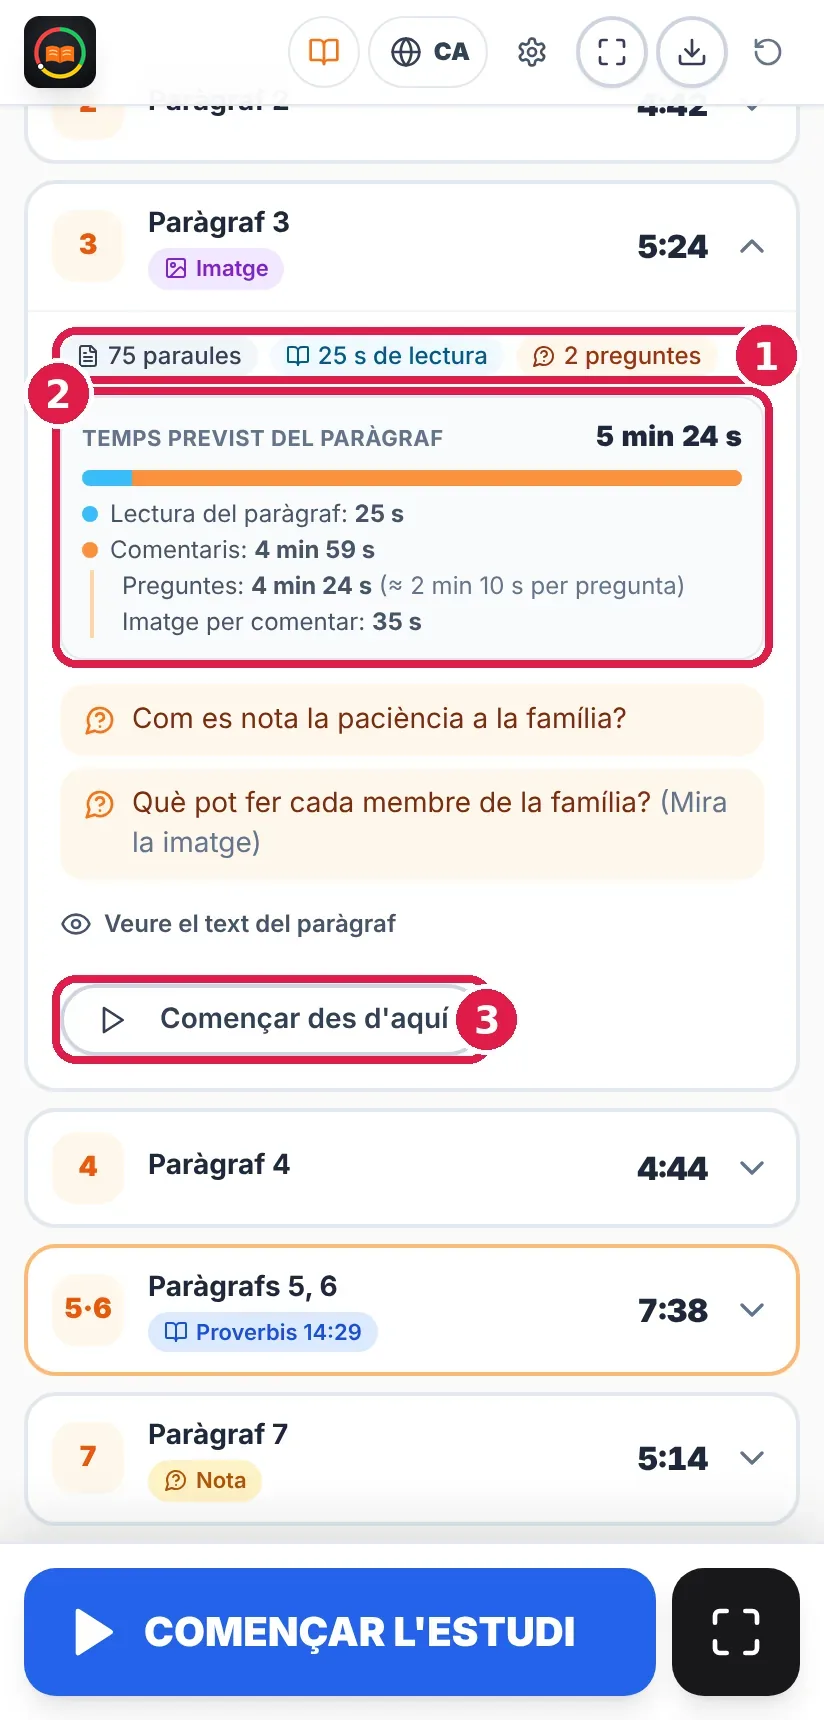 CA
2
Paràgraf 2
4:42
3
Paràgraf 3
5:24
Imatge
75 paraules
25 s de lectura
2 preguntes
1
2
TEMPS PREVIST DEL PARÀGRAF
5 min 24 s
Lectura del paràgraf: 25 s
Comentaris: 4 min 59 s
Preguntes: 4 min 24 s (≈ 2 min 10 s per pregunta)
Imatge per comentar: 35 s
Com es nota la paciència a la família?
Què pot fer cada membre de la família? (Mira
la imatge)
Veure el text del paràgraf
Començar des d'aquí
3
4
Paràgraf 4
4:44
5·6
Paràgrafs 5, 6
7:38
Proverbis 14:29
7
Paràgraf 7
5:14
Nota
COMENÇAR L'ESTUDI